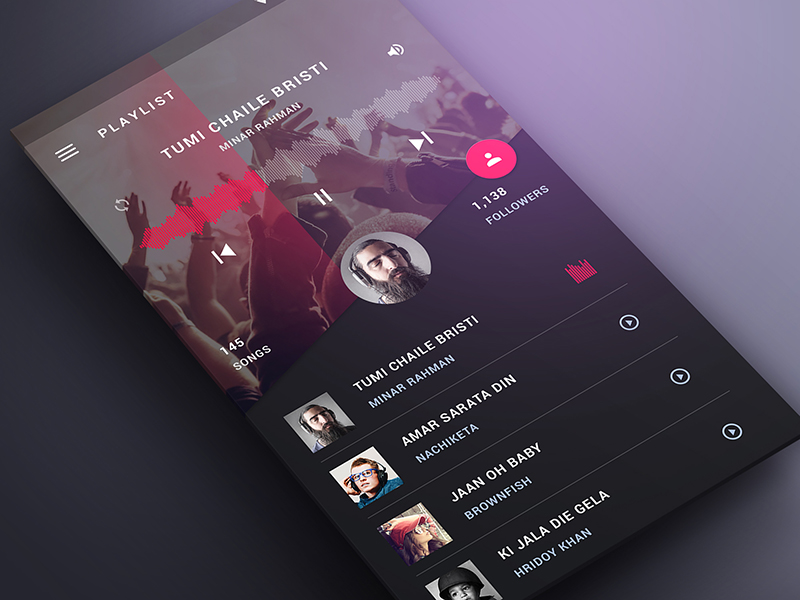 PLAYLIST
TUMI CHAILE BRISTI
MINAR RAHMAN
1,138
FOLLOWERS
145
SONGS
TUMI CHAILE BRISTI
MINAR RAHMAN
AMAR SARATA DIN
NACHIKETA
JAAN OH BABY
BROWNFISH
KI JALA DIE GELA
HRIDOY KHAN